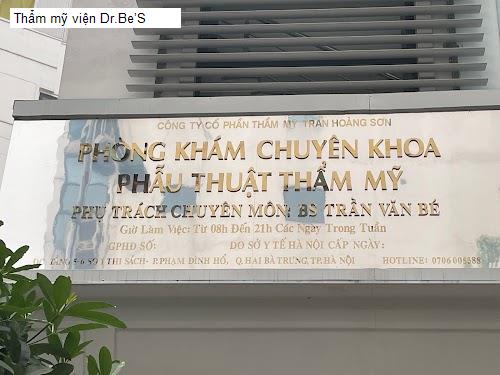 Thẩm mỹ viện Dr.Be'S
CÔNG TY CỔ PHẦN THẨM MỸ TRẦN HOÀNG SƠN
PHÒNG KHÁM CHUYÊN KHOA
PHẪU THUẬT THẨM MỸ
PHỤ TRÁCH CHUYÊN MÔN: BS TRẦN VĂN BÉ
Giờ Làm Việc: Từ 08h Đến 21h Các Ngày Trong Tuần
GPHĐ SỐ: DO SỞ Y TẾ HÀ NỘI CẤP NGÀY:
THI SÁCH- P.PHẠM ĐÌNH HỔ, Q.HAI BÀ TRƯNG, TP.HÀ NỘI HOTLINE: